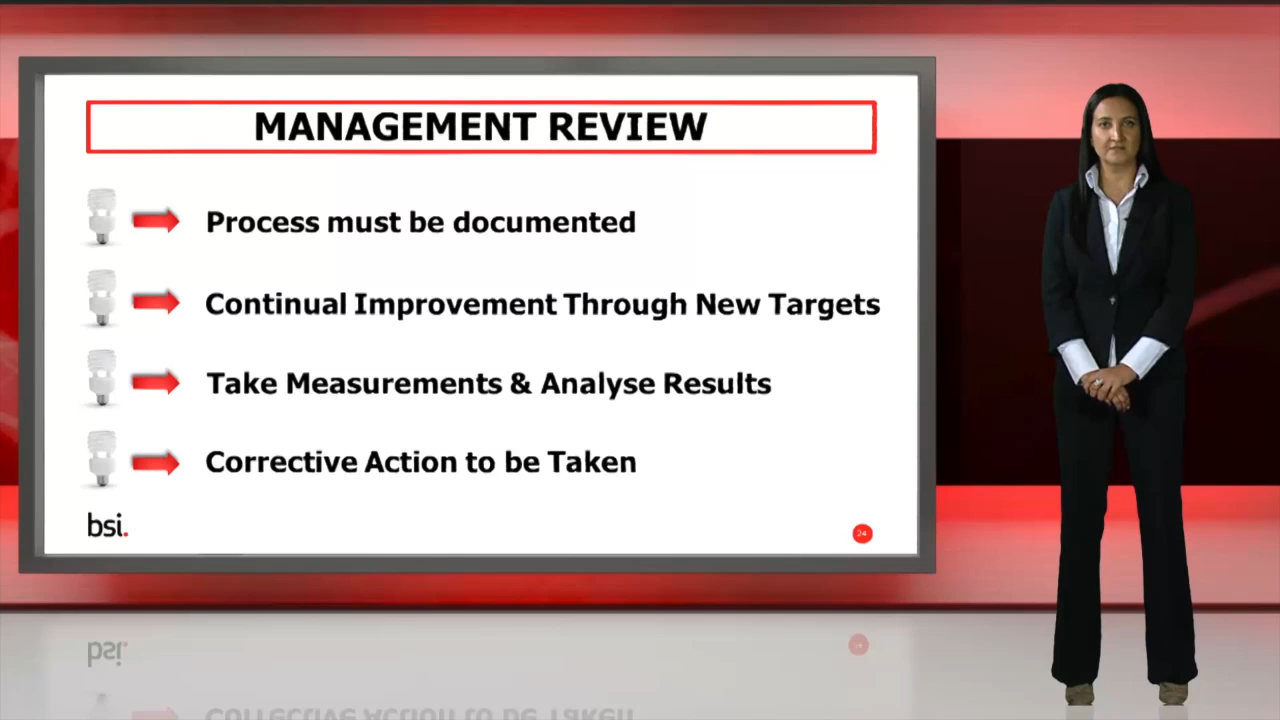 MANAGEMENT REVIEW
Process must be documented
Continual Improvement Through New Targets
Take Measurements & Analyse Results
Corrective Action to be Taken
bsi.
24